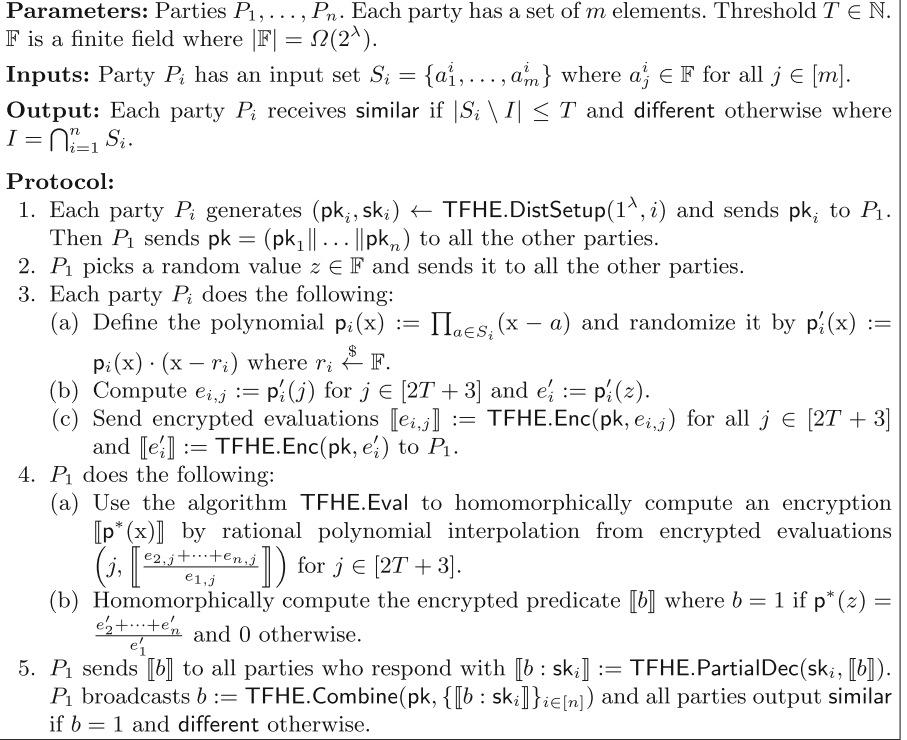 Parameters: Parties P_1, . . . , P_n. Each party has a set of m elements. Threshold T ∈ ℕ.
𝔽 is a finite field where |𝔽| = Ω(2^λ).
Inputs: Party P_i has an input set S_i = {a^i_1, . . . , a^i_m} where a^i_j ∈ 𝔽 for all j ∈ [m].
Output: Each party P_i receives similar if |S_i \ I| ≤ T and different otherwise where
I = ⋂^n_{i=1} S_i.
Protocol:
1. Each party P_i generates (pk_i, sk_i) ← TFHE.DistSetup(1^λ, i) and sends pk_i to P_1.
Then P_1 sends pk = (pk_1‖ . . . ‖pk_n) to all the other parties.
2. P_1 picks a random value z ∈ 𝔽 and sends it to all the other parties.
3. Each party P_i does the following:
(a) Define the polynomial p_i(x) := ∏_{a∈S_i}(x − a) and randomize it by p′_i(x) :=
p_i(x) · (x − r_i) where r_i ←$ 𝔽.
(b) Compute e_{i,j} := p′_i(j) for j ∈ [2T + 3] and e′_i := p′_i(z).
(c) Send encrypted evaluations ⟦e_{i,j}⟧ := TFHE.Enc(pk, e_{i,j}) for all j ∈ [2T + 3]
and ⟦e′_i⟧ := TFHE.Enc(pk, e′_i) to P_1.
4. P_1 does the following:
(a) Use the algorithm TFHE.Eval to homomorphically compute an encryption
⟦p*(x)⟧ by rational polynomial interpolation from encrypted evaluations
(j, ⟦(e_{2,j}+···+e_{n,j})/e_{1,j}⟧) for j ∈ [2T + 3].
(b) Homomorphically compute the encrypted predicate ⟦b⟧ where b = 1 if p*(z) =
(e′_2+···+e′_n)/e′_1 and 0 otherwise.
5. P_1 sends ⟦b⟧ to all parties who respond with ⟦b : sk_i⟧ := TFHE.PartialDec(sk_i, ⟦b⟧).
P_1 broadcasts b := TFHE.Combine(pk, {⟦b : sk_i⟧}_{i∈[n]}) and all parties output similar
if b = 1 and different otherwise.